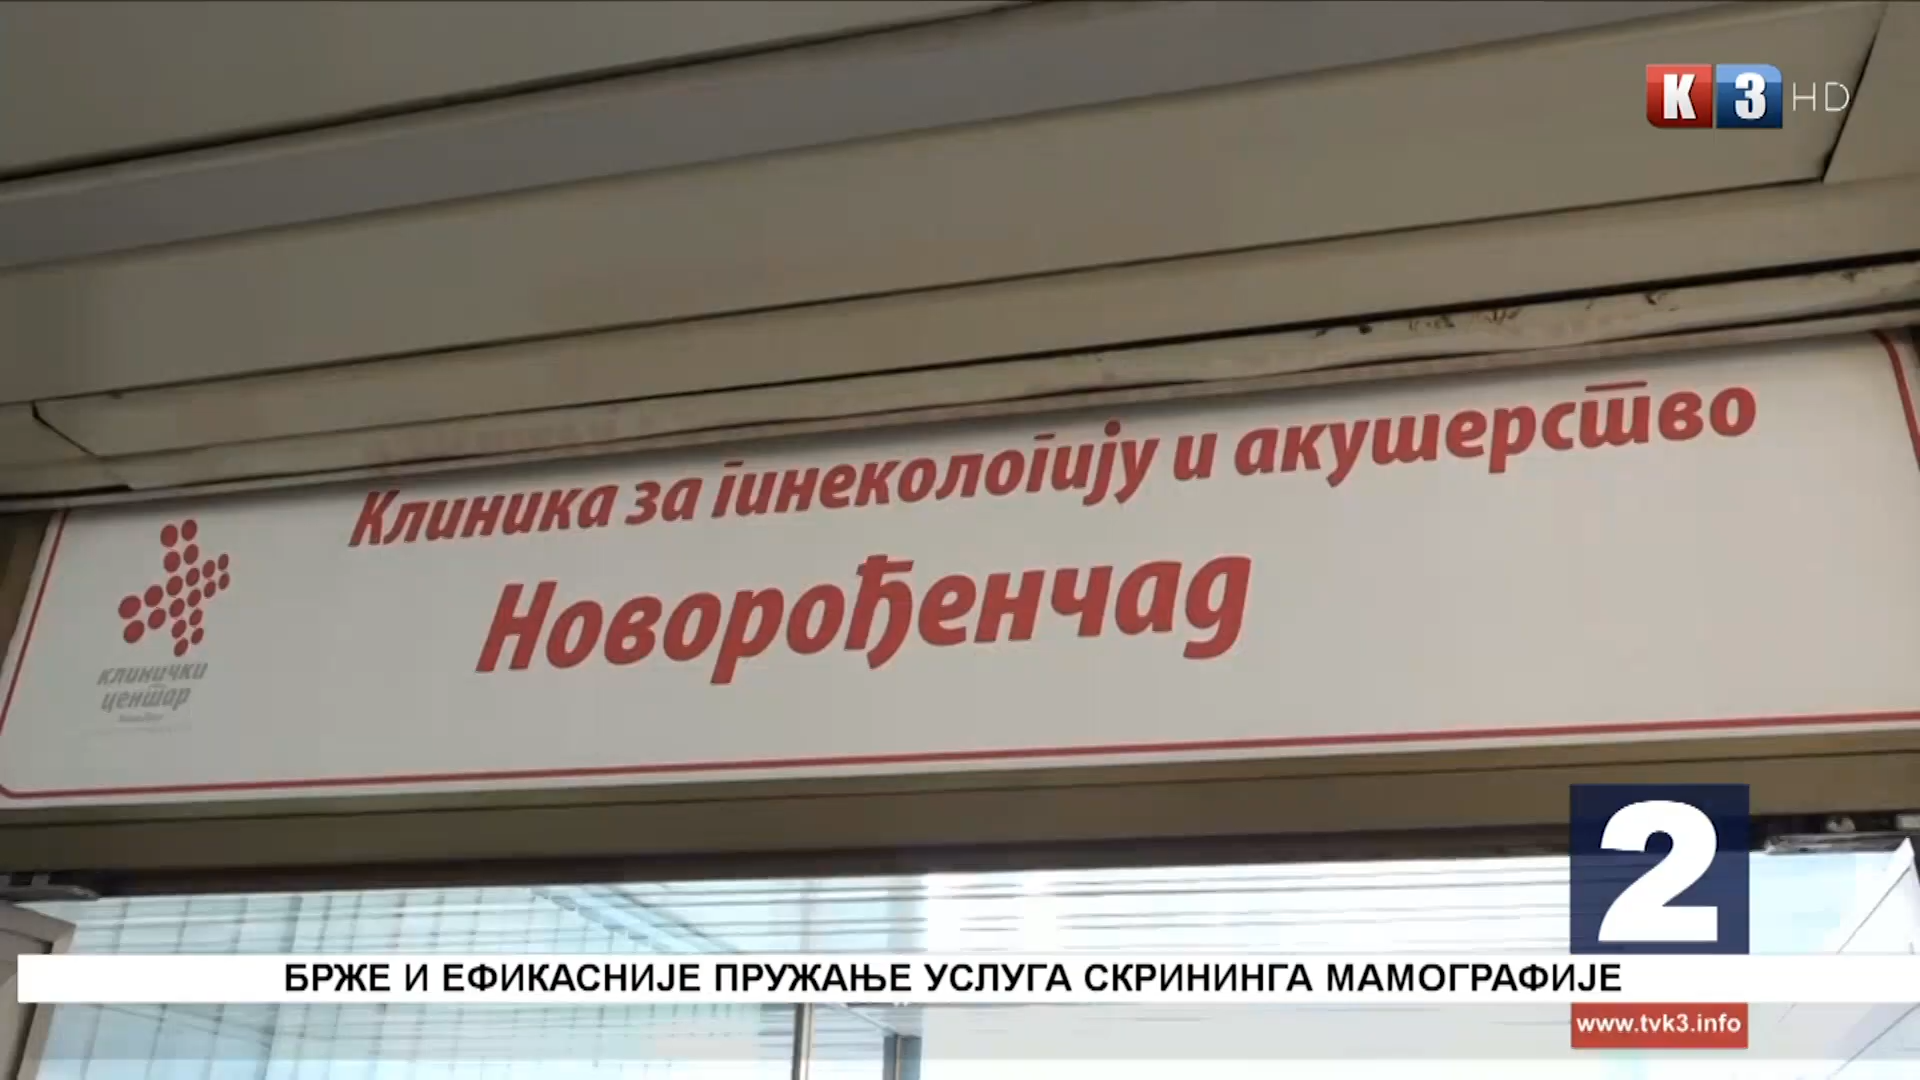 К3 HD
Клиника за гинекологију и акушерство
Новорођенчад
клинички
центар
2
БРЖЕ И ЕФИКАСНИЈЕ ПРУЖАЊЕ УСЛУГА СКРИНИНГА МАМОГРАФИЈЕ
www.tvk3.info